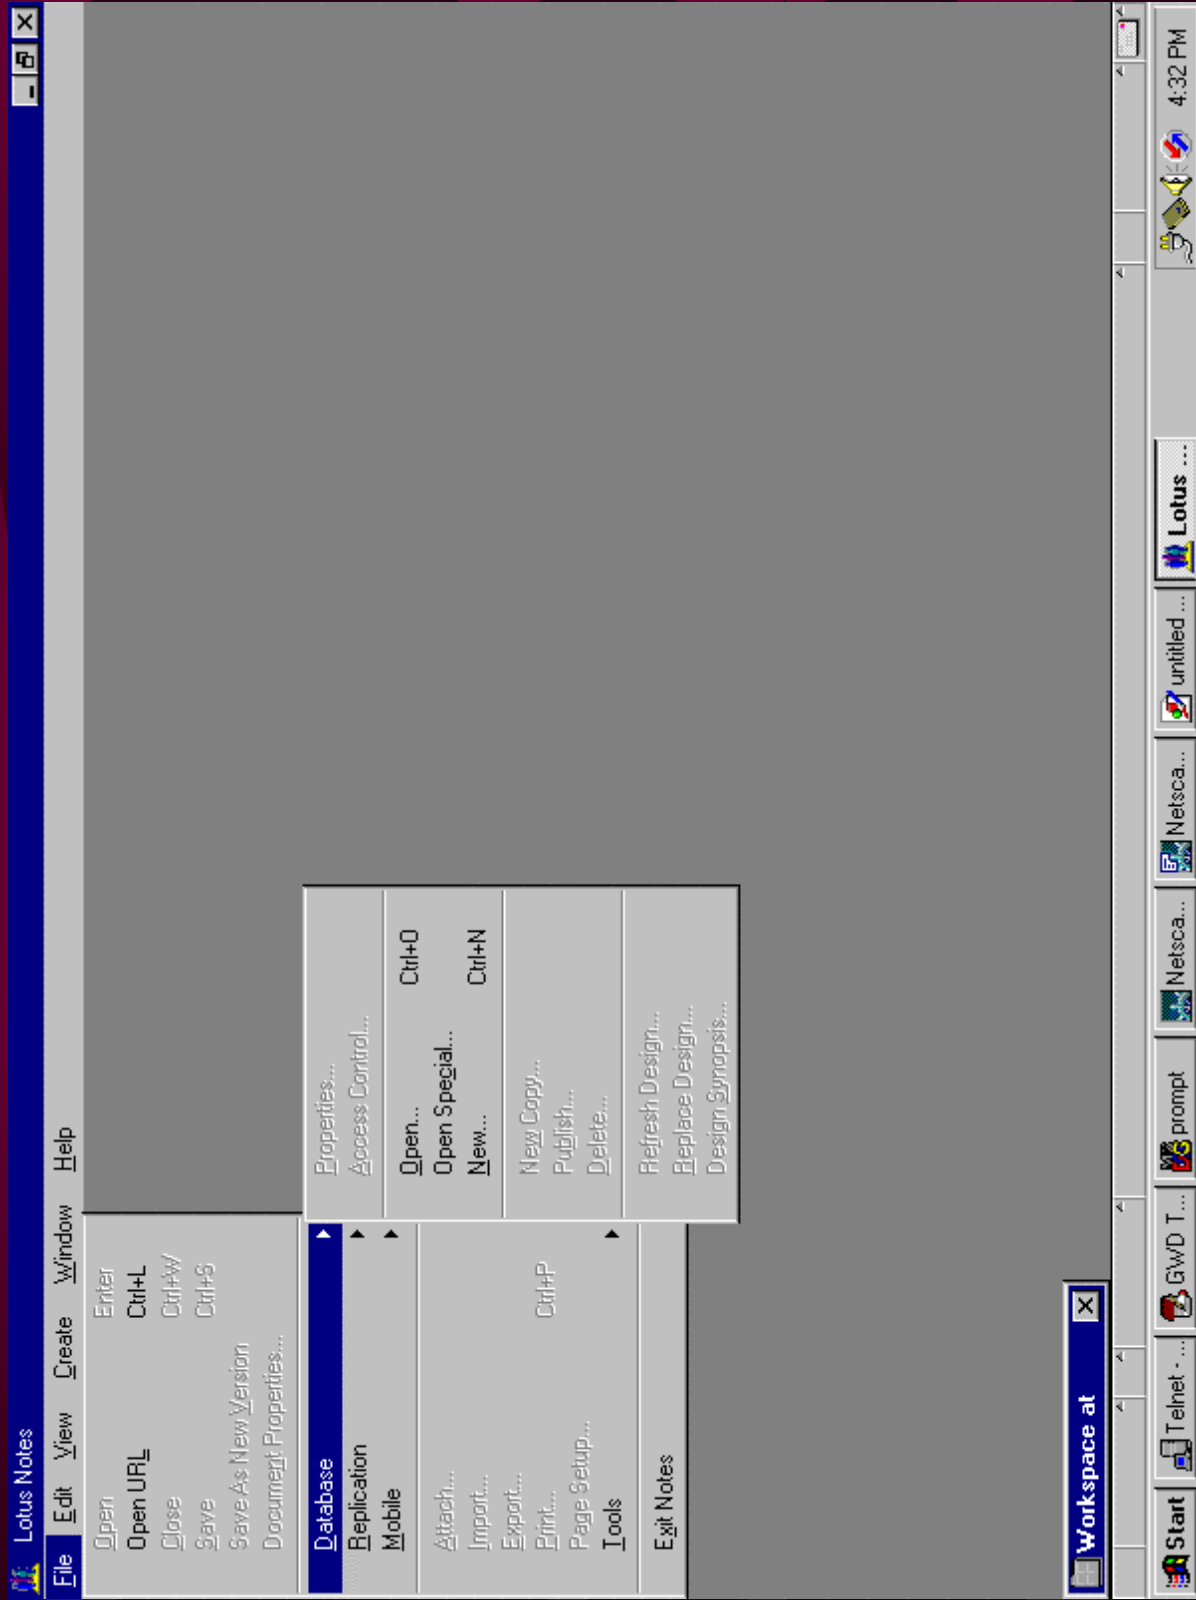 Lotus Notes
File Edit View Create Window Help
Open Enter
Open URL Ctrl+L
Close Ctrl+W
Save Ctrl+S
Save As New Version
Document Properties...
Database
Replication
Mobile
Attach...
Import...
Export...
Print... Ctrl+P
Page Setup...
Tools
Exit Notes
Properties...
Access Control...
Open... Ctrl+O
Open Special...
New... Ctrl+N
New Copy...
Publish...
Delete...
Refresh Design...
Replace Design...
Design Synopsis...
Workspace at
Start Telnet - ... GWD T... prompt Netsca... Netsca... untitled ... Lotus ... 4:32 PM